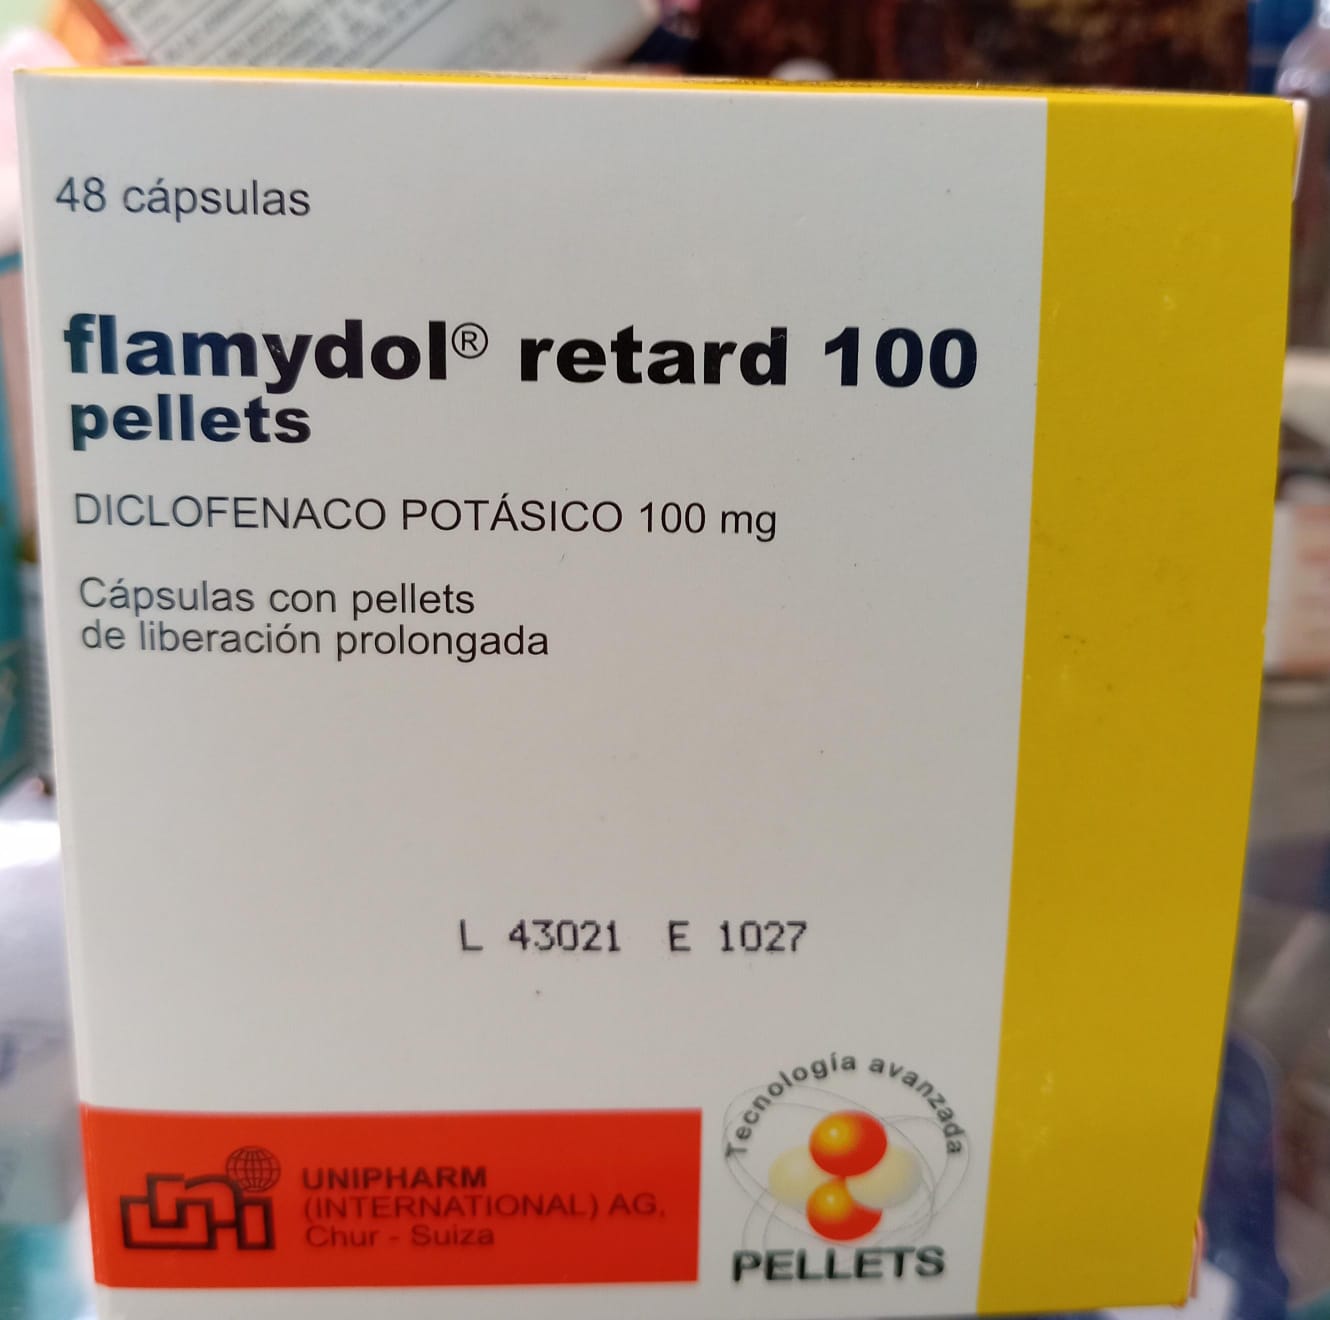 48 cápsulas
flamydol® retard 100
pellets
DICLOFENACO POTÁSICO 100 mg
Cápsulas con pellets
de liberación prolongada
L 43021 E 1027
Tecnología avanzada
PELLETS
uni
UNIPHARM
(INTERNATIONAL) AG.
Chur - Suiza